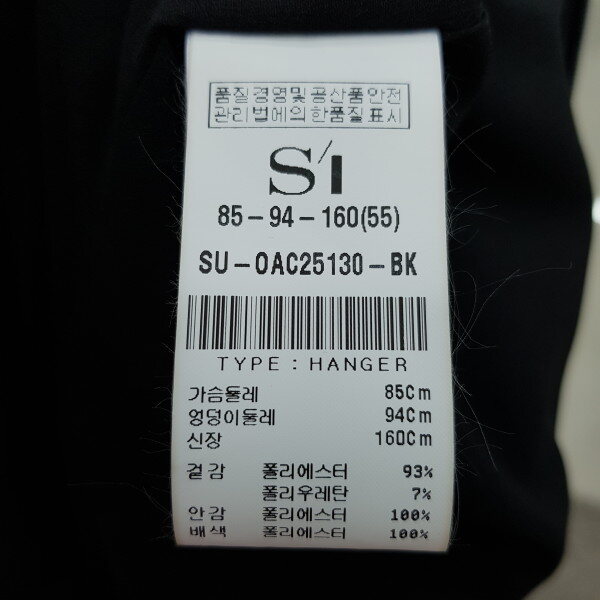 품질경영및공산품안전
관리법에의한품질표시
S/I
85-94-160(55)
SU-0AC25130-BK
TYPE : HANGER
가슴둘레 85Cm
엉덩이둘레 94Cm
신장 160Cm
겉감 폴리에스터 93%
폴리우레탄 7%
안감 폴리에스터 100%
배색 폴리에스터 100%